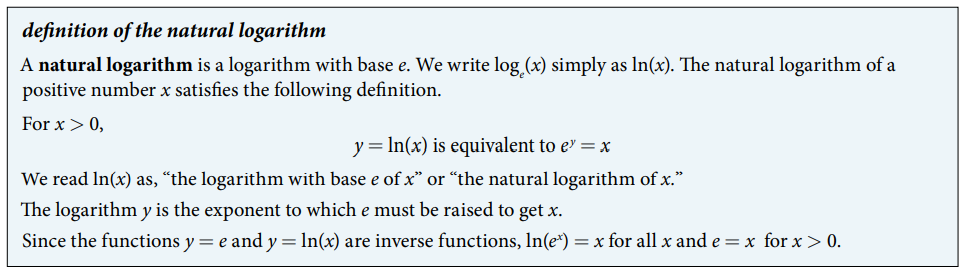 definition of the natural logarithm
A natural logarithm is a logarithm with base e. We write logₑ(x) simply as ln(x). The natural logarithm of a
positive number x satisfies the following definition.
For x > 0,
y = ln(x) is equivalent to eʸ = x
We read ln(x) as, “the logarithm with base e of x” or “the natural logarithm of x.”
The logarithm y is the exponent to which e must be raised to get x.
Since the functions y = e and y = ln(x) are inverse functions, ln(eˣ) = x for all x and e = x for x > 0.